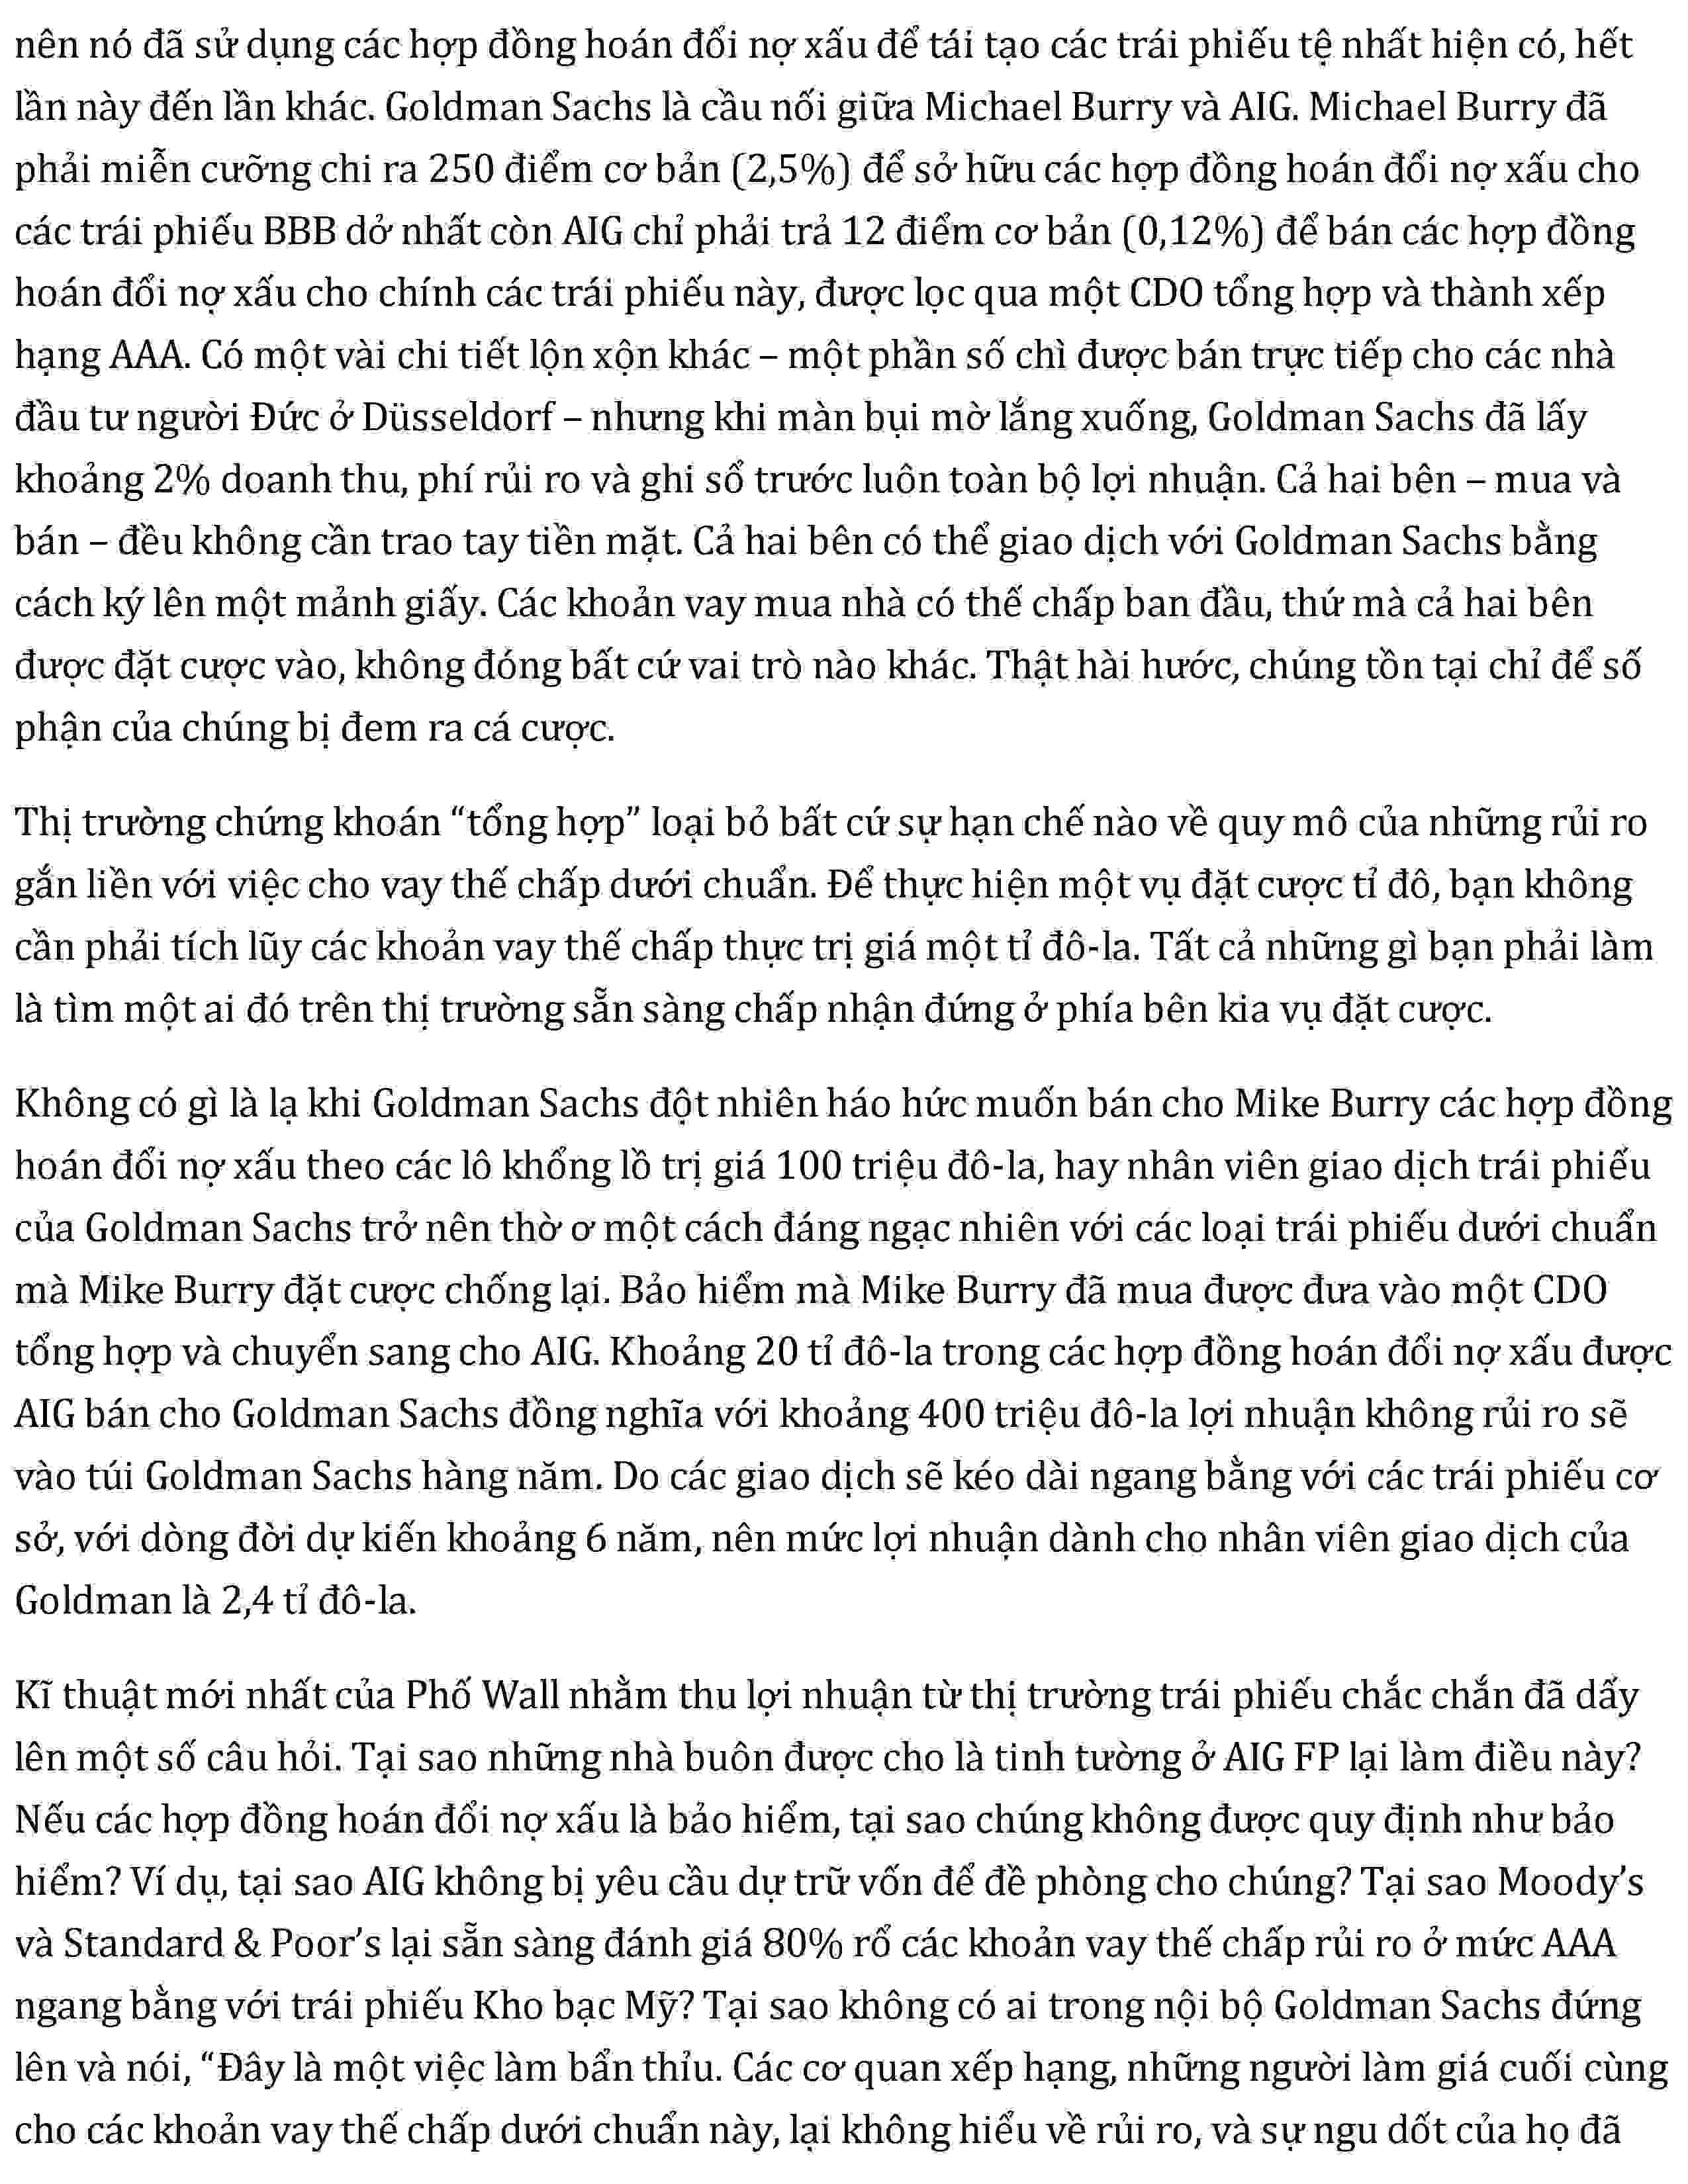 nên nó đã sử dụng các hợp đồng hoán đổi nợ xấu để tái tạo các trái phiếu tệ nhất hiện có, hết
lần này đến lần khác. Goldman Sachs là cầu nối giữa Michael Burry và AIG. Michael Burry đã
phải miễn cưỡng chi ra 250 điểm cơ bản (2,5%) để sở hữu các hợp đồng hoán đổi nợ xấu cho
các trái phiếu BBB dở nhất còn AIG chỉ phải trả 12 điểm cơ bản (0,12%) để bán các hợp đồng
hoán đổi nợ xấu cho chính các trái phiếu này, được lọc qua một CDO tổng hợp và thành xếp
hạng AAA. Có một vài chi tiết lộn xộn khác – một phần số chì được bán trực tiếp cho các nhà
đầu tư người Đức ở Düsseldorf – nhưng khi màn bụi mờ lắng xuống, Goldman Sachs đã lấy
khoảng 2% doanh thu, phí rủi ro và ghi sổ trước luôn toàn bộ lợi nhuận. Cả hai bên – mua và
bán – đều không cần trao tay tiền mặt. Cả hai bên có thể giao dịch với Goldman Sachs bằng
cách ký lên một mảnh giấy. Các khoản vay mua nhà có thế chấp ban đầu, thứ mà cả hai bên
được đặt cược vào, không đóng bất cứ vai trò nào khác. Thật hài hước, chúng tồn tại chỉ để số
phận của chúng bị đem ra cá cược.
Thị trường chứng khoán “tổng hợp” loại bỏ bất cứ sự hạn chế nào về quy mô của những rủi ro
gắn liền với việc cho vay thế chấp dưới chuẩn. Để thực hiện một vụ đặt cược tỉ đô, bạn không
cần phải tích lũy các khoản vay thế chấp thực trị giá một tỉ đô-la. Tất cả những gì bạn phải làm
là tìm một ai đó trên thị trường sẵn sàng chấp nhận đứng ở phía bên kia vụ đặt cược.
Không có gì là lạ khi Goldman Sachs đột nhiên háo hức muốn bán cho Mike Burry các hợp đồng
hoán đổi nợ xấu theo các lô khổng lồ trị giá 100 triệu đô-la, hay nhân viên giao dịch trái phiếu
của Goldman Sachs trở nên thờ ơ một cách đáng ngạc nhiên với các loại trái phiếu dưới chuẩn
mà Mike Burry đặt cược chống lại. Bảo hiểm mà Mike Burry đã mua được đưa vào một CDO
tổng hợp và chuyển sang cho AIG. Khoảng 20 tỉ đô-la trong các hợp đồng hoán đổi nợ xấu được
AIG bán cho Goldman Sachs đồng nghĩa với khoảng 400 triệu đô-la lợi nhuận không rủi ro sẽ
vào túi Goldman Sachs hàng năm. Do các giao dịch sẽ kéo dài ngang bằng với các trái phiếu cơ
sở, với dòng đời dự kiến khoảng 6 năm, nên mức lợi nhuận dành cho nhân viên giao dịch của
Goldman là 2,4 tỉ đô-la.
Kĩ thuật mới nhất của Phố Wall nhằm thu lợi nhuận từ thị trường trái phiếu chắc chắn đã dấy
lên một số câu hỏi. Tại sao những nhà buôn được cho là tinh tường ở AIG FP lại làm điều này?
Nếu các hợp đồng hoán đổi nợ xấu là bảo hiểm, tại sao chúng không được quy định như bảo
hiểm? Ví dụ, tại sao AIG không bị yêu cầu dự trữ vốn để đề phòng cho chúng? Tại sao Moody’s
và Standard & Poor’s lại sẵn sàng đánh giá 80% rổ các khoản vay thế chấp rủi ro ở mức AAA
ngang bằng với trái phiếu Kho bạc Mỹ? Tại sao không có ai trong nội bộ Goldman Sachs đứng
lên và nói, “Đây là một việc làm bẩn thỉu. Các cơ quan xếp hạng, những người làm giá cuối cùng
cho các khoản vay thế chấp dưới chuẩn này, lại không hiểu về rủi ro, và sự ngu dốt của họ đã